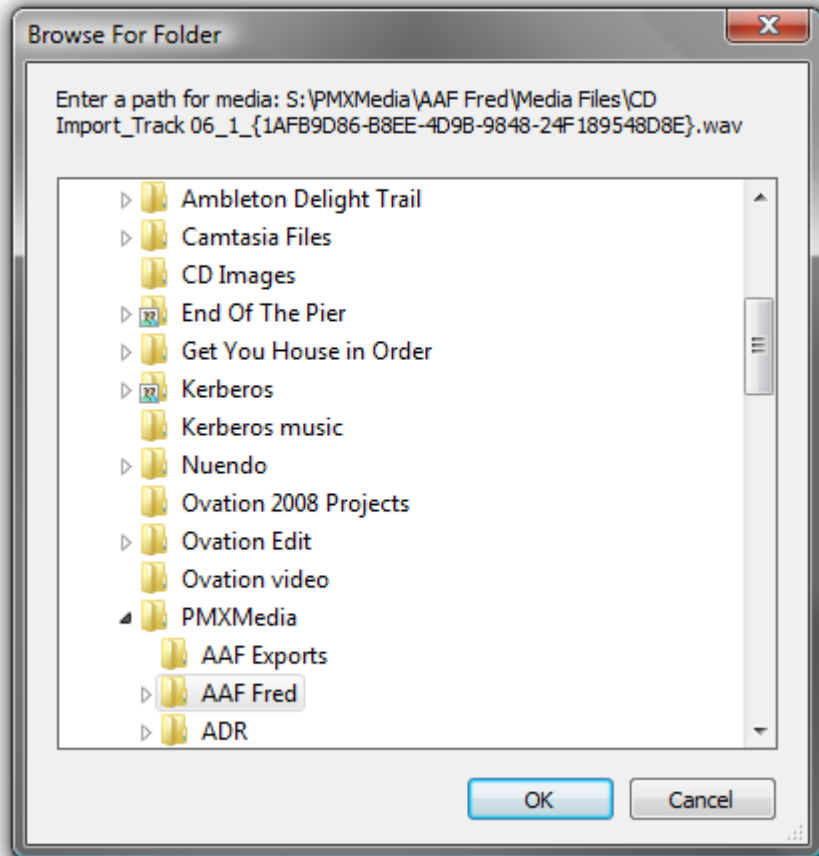 Browse For Folder
Enter a path for media: S:\PMXMedia\AAF Fred\Media Files\CD
Import_Track 06_1_{1AFB9D86-B8EE-4D9B-9848-24F189548D8E}.wav
Ambleton Delight Trail
Camtasia Files
CD Images
End Of The Pier
Get You House in Order
Kerberos
Kerberos music
Nuendo
Ovation 2008 Projects
Ovation Edit
Ovation video
PMXMedia
AAF Exports
AAF Fred
ADR
OK Cancel